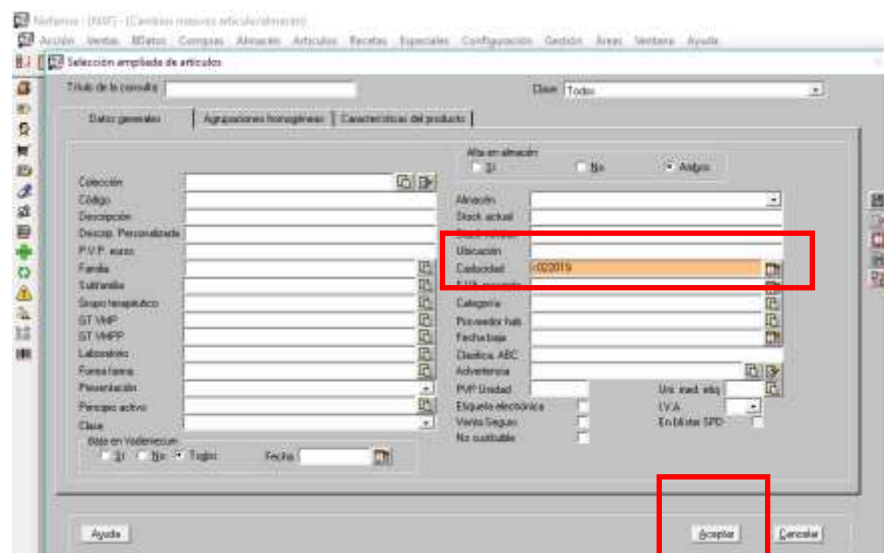 Nixfarma - [NIXF] - [Cambios masivos artículo/almacén]
Acción Ventas BDatos Compras Almacén Artículos Recetas Especiales Configuración Gestión Areas Ventana Ayuda
Selección ampliada de artículos
Título de la consulta Clase Todos
Datos generales Agrupaciones homogéneas Características del producto
Alta en almacén
Sí No Ambos
Colección
Código Almacén
Descripción Stock actual
Descrip. Personalizada
P.V.P. euros Ubicación
Familia Caducidad <022019
Subfamilia
Grupo terapéutico Categoría
GT VMP Proveedor hab.
GT VMPP Fecha baja
Laboratorio Clasifica. ABC
Forma farma. Advertencia
Presentación PVP Unidad Uni. med. etiq
Principio activo Etiqueta electrónica I.V.A.
Clase Venta Seguro En blister SPD
Baja en Vademecum No sustituible
Sí No Todos Fecha
Ayuda Aceptar Cancelar